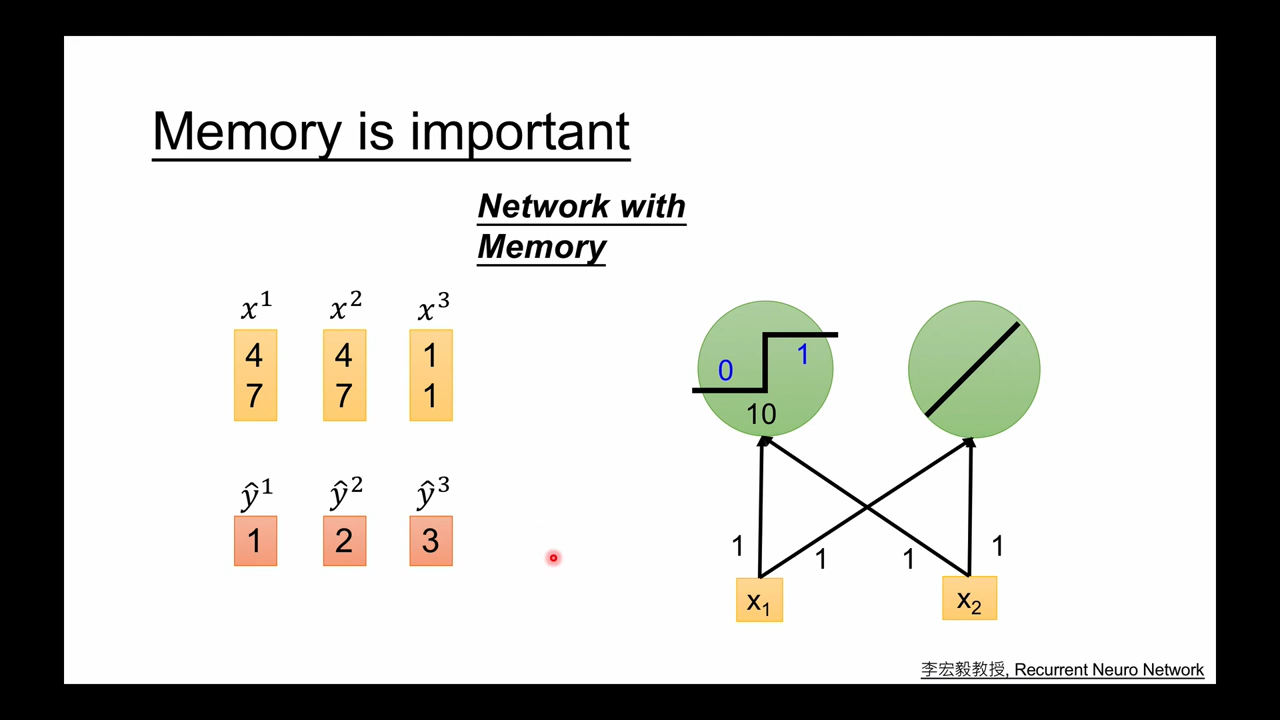 Memory is important
Network with
Memory
x¹ x² x³
4 4 1
7 7 1
ŷ¹ ŷ² ŷ³
1 2 3
0 1
10
1 1 1 1
x₁ x₂
李宏毅教授, Recurrent Neuro Network